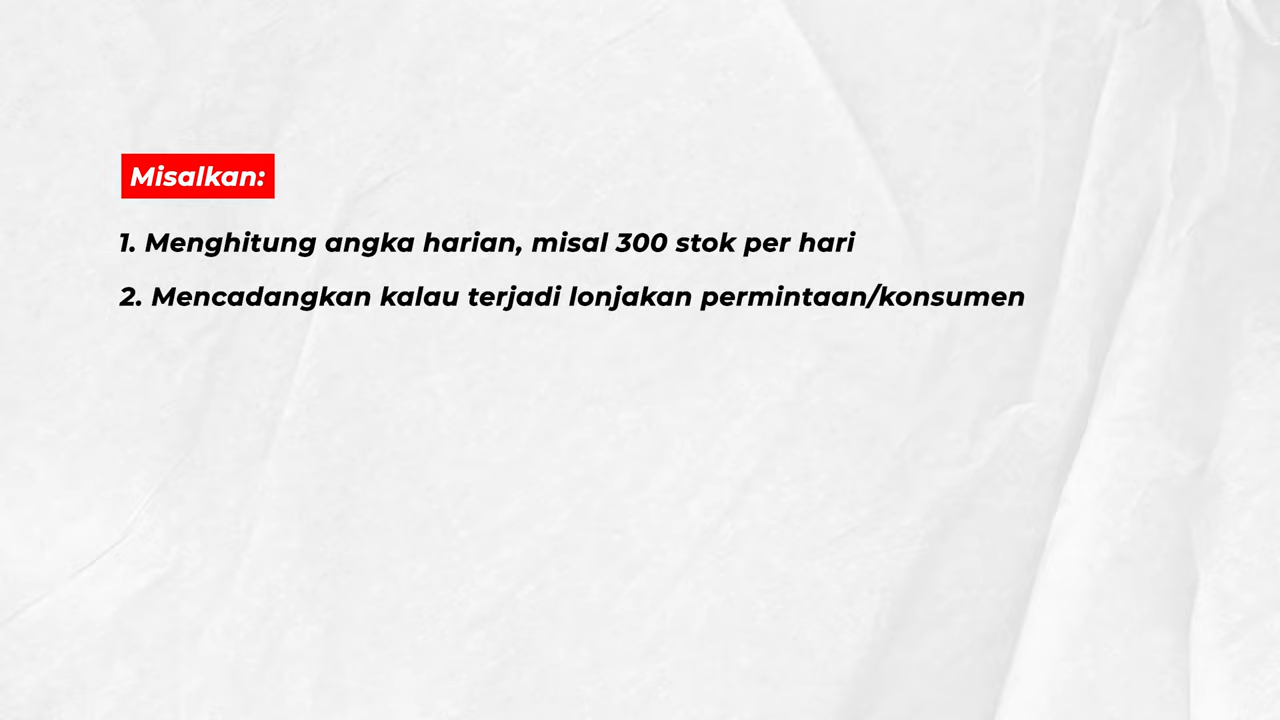 Misalkan:
1. Menghitung angka harian, misal 300 stok per hari
2. Mencadangkan kalau terjadi lonjakan permintaan/konsumen